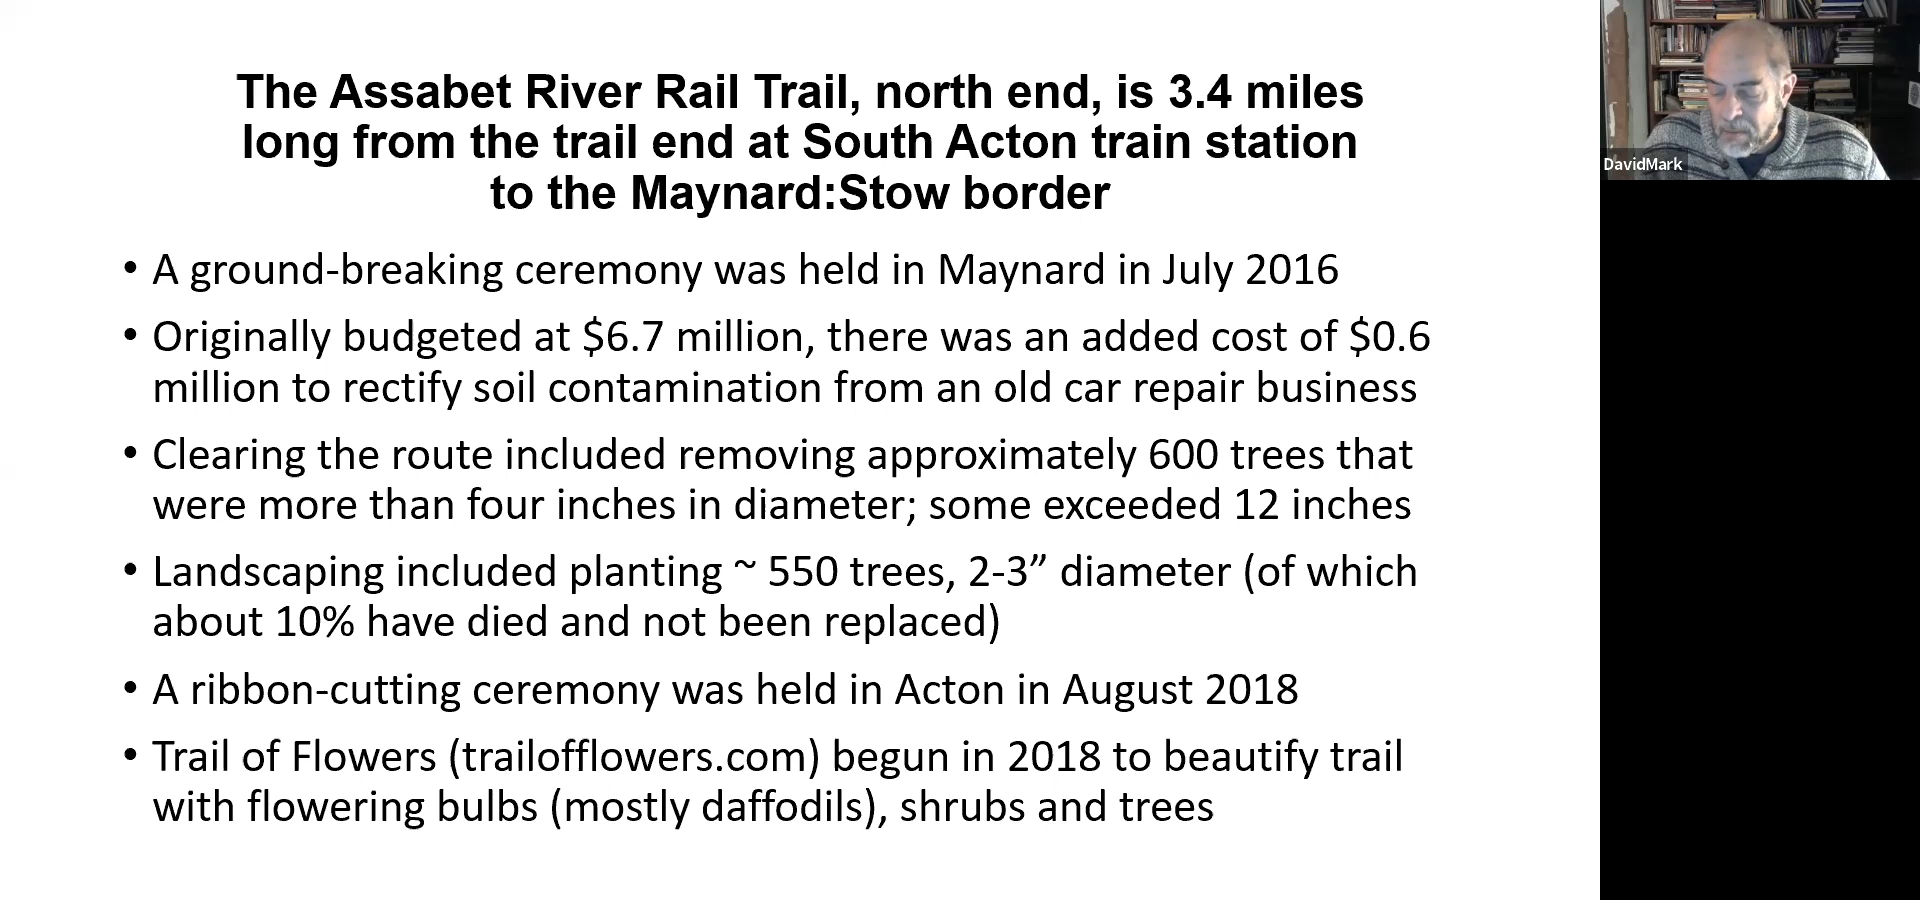 The Assabet River Rail Trail, north end, is 3.4 miles
long from the trail end at South Acton train station
to the Maynard:Stow border
• A ground-breaking ceremony was held in Maynard in July 2016
• Originally budgeted at $6.7 million, there was an added cost of $0.6
million to rectify soil contamination from an old car repair business
• Clearing the route included removing approximately 600 trees that
were more than four inches in diameter; some exceeded 12 inches
• Landscaping included planting ~ 550 trees, 2-3” diameter (of which
about 10% have died and not been replaced)
• A ribbon-cutting ceremony was held in Acton in August 2018
• Trail of Flowers (trailofflowers.com) begun in 2018 to beautify trail
with flowering bulbs (mostly daffodils), shrubs and trees
DavidMark